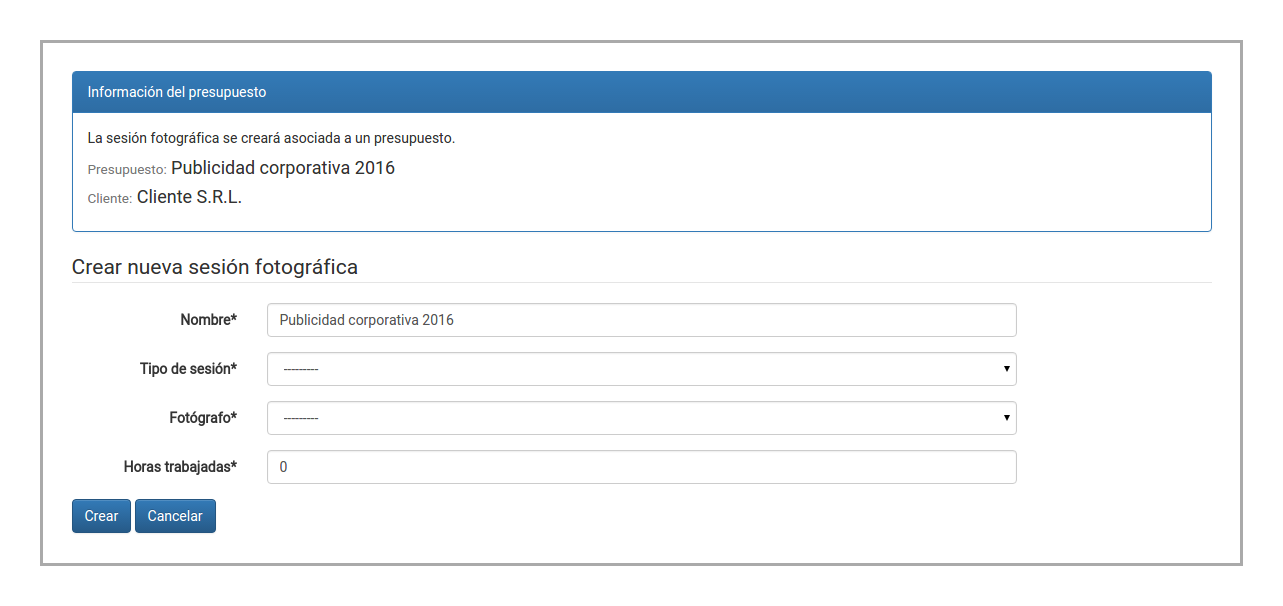 Información del presupuesto
La sesión fotográfica se creará asociada a un presupuesto.
Presupuesto: Publicidad corporativa 2016
Cliente: Cliente S.R.L.
Crear nueva sesión fotográfica
Nombre* Publicidad corporativa 2016
Tipo de sesión* ---------
Fotógrafo* ---------
Horas trabajadas* 0
Crear Cancelar